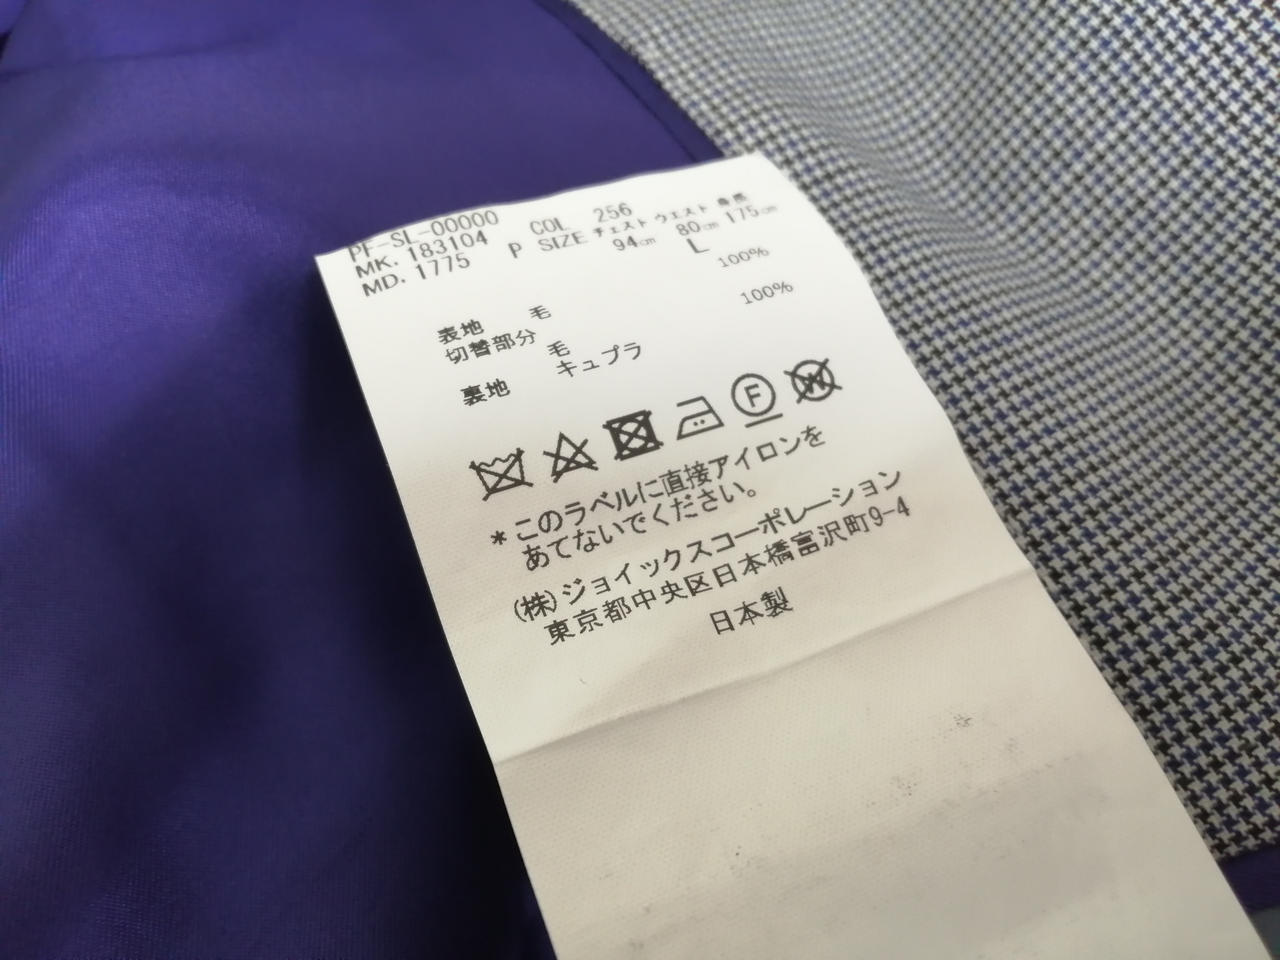 PF-SL-00000
MK. 183104 COL 256
MD. 1775 P SIZE チェスト ウエスト 身長
94cm 80cm 175cm
L
表地 毛 100%
切替部分
毛 100%
裏地 キュプラ
F
W
*このラベルに直接アイロンを
あてないでください。
(株)ジョイックスコーポレーション
東京都中央区日本橋富沢町9-4
日本製